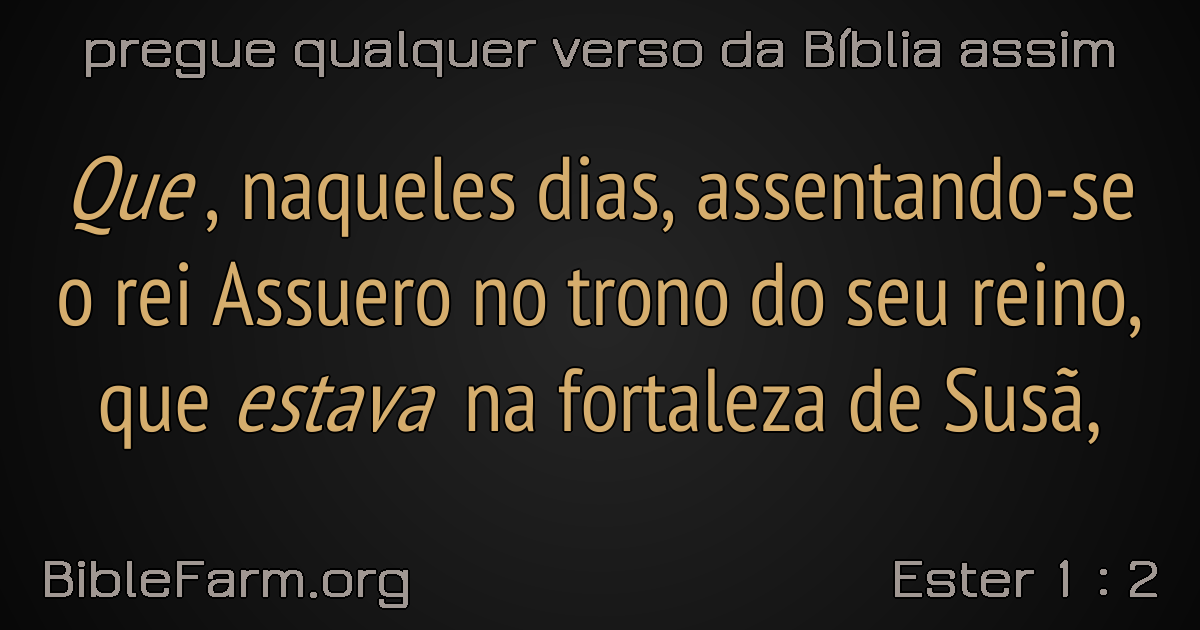 pregue qualquer verso da Bíblia assim
Que , naqueles dias, assentando-se
o rei Assuero no trono do seu reino,
que estava na fortaleza de Susã,
BibleFarm.org
Ester 1 : 2